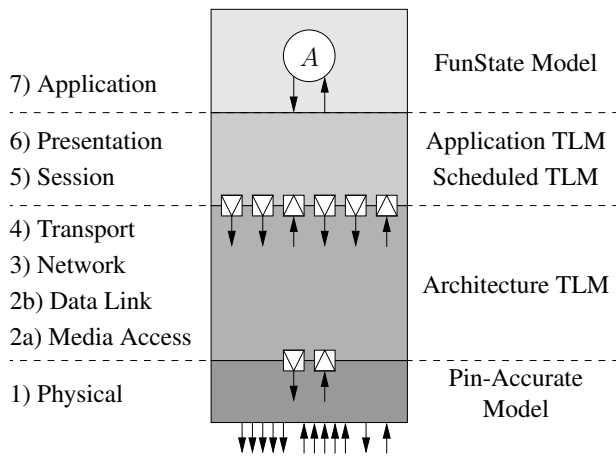 A
FunState Model
7) Application
6) Presentation
Application TLM
5) Session
Scheduled TLM
4) Transport
3) Network
Architecture TLM
2b) Data Link
2a) Media Access
1) Physical
Pin-Accurate
Model